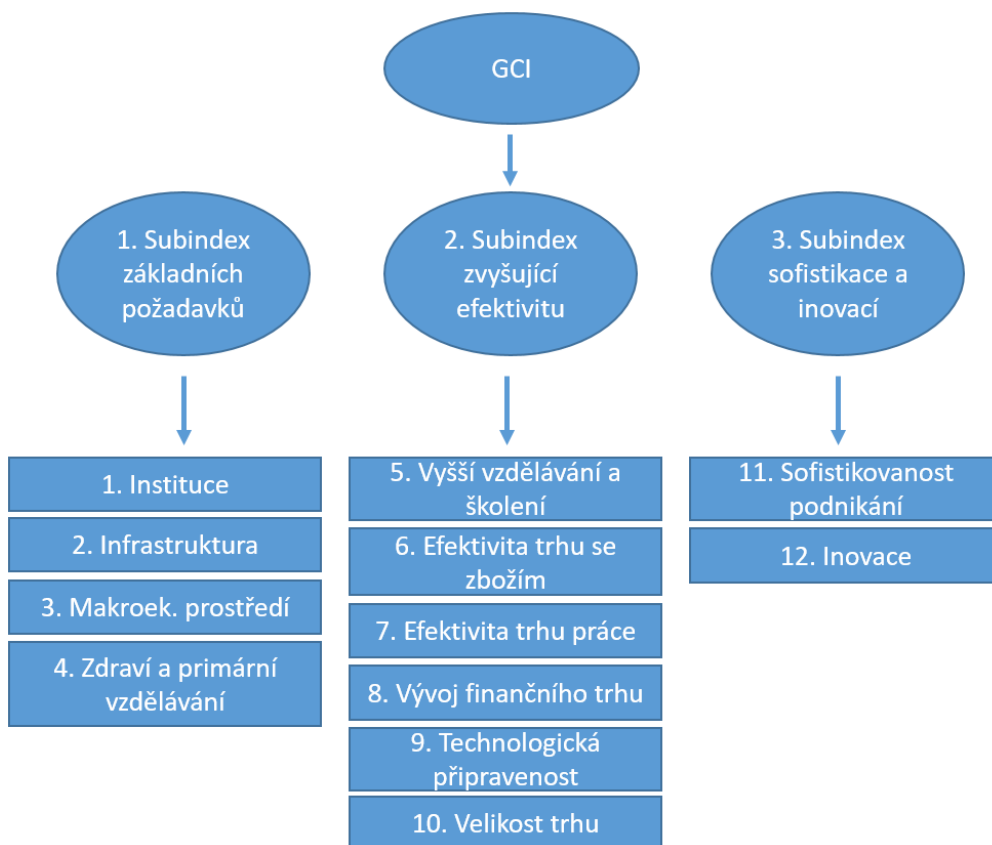 GCI
1. Subindex
základních
požadavků
2. Subindex
zvyšující
efektivitu
3. Subindex
sofistikace a
inovací
1. Instituce
2. Infrastruktura
3. Makroek. prostředí
4. Zdraví a primární
vzdělávání
5. Vyšší vzdělávání a
školení
6. Efektivita trhu se
zbožím
7. Efektivita trhu práce
8. Vývoj finančního trhu
9. Technologická
připravenost
10. Velikost trhu
11. Sofistikovanost
podnikání
12. Inovace